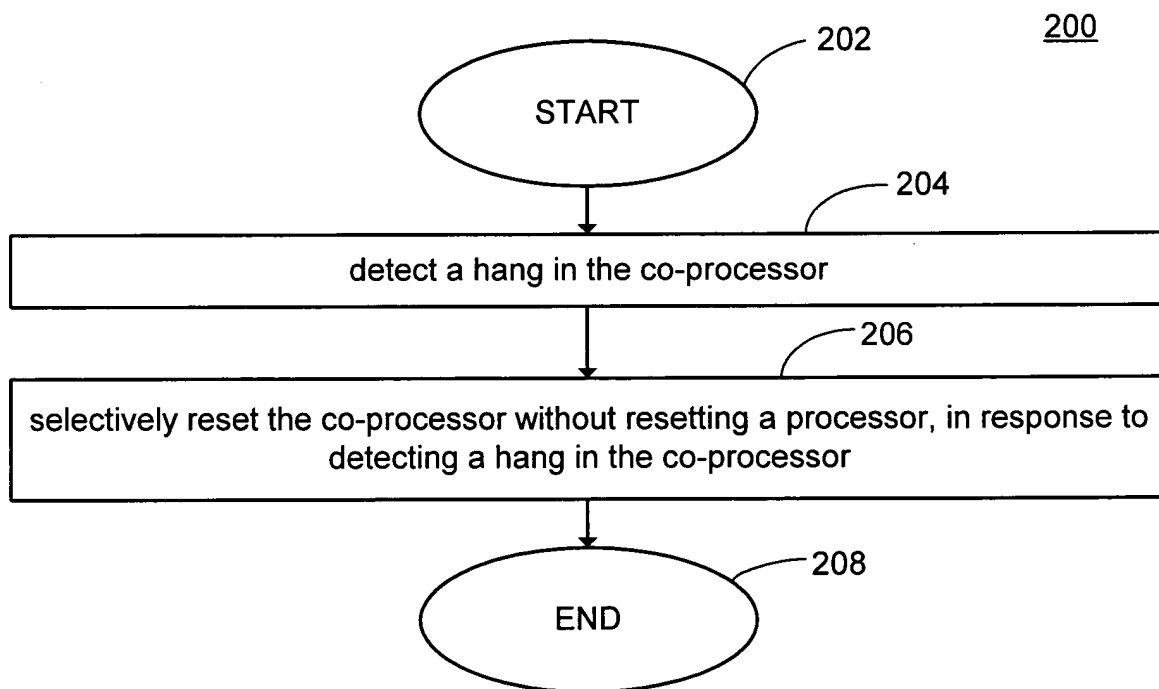 200
202
START
204
detect a hang in the co-processor
206
selectively reset the co-processor without resetting a processor, in response to
detecting a hang in the co-processor
208
END